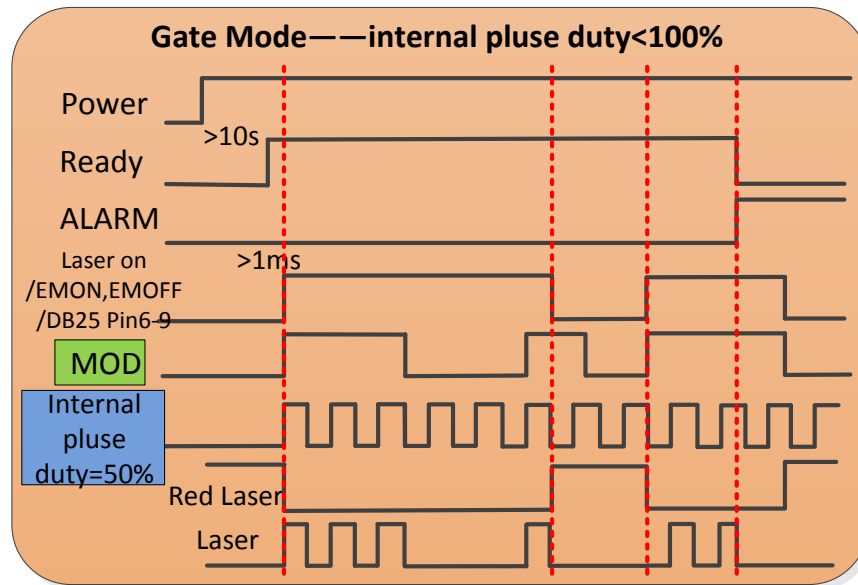 Gate Mode——internal pluse duty<100%
Power
>10s
Ready
ALARM
>1ms
Laser on
/EMON,EMOFF
/DB25 Pin6-9
MOD
Internal
pluse
duty=50%
Red Laser
Laser